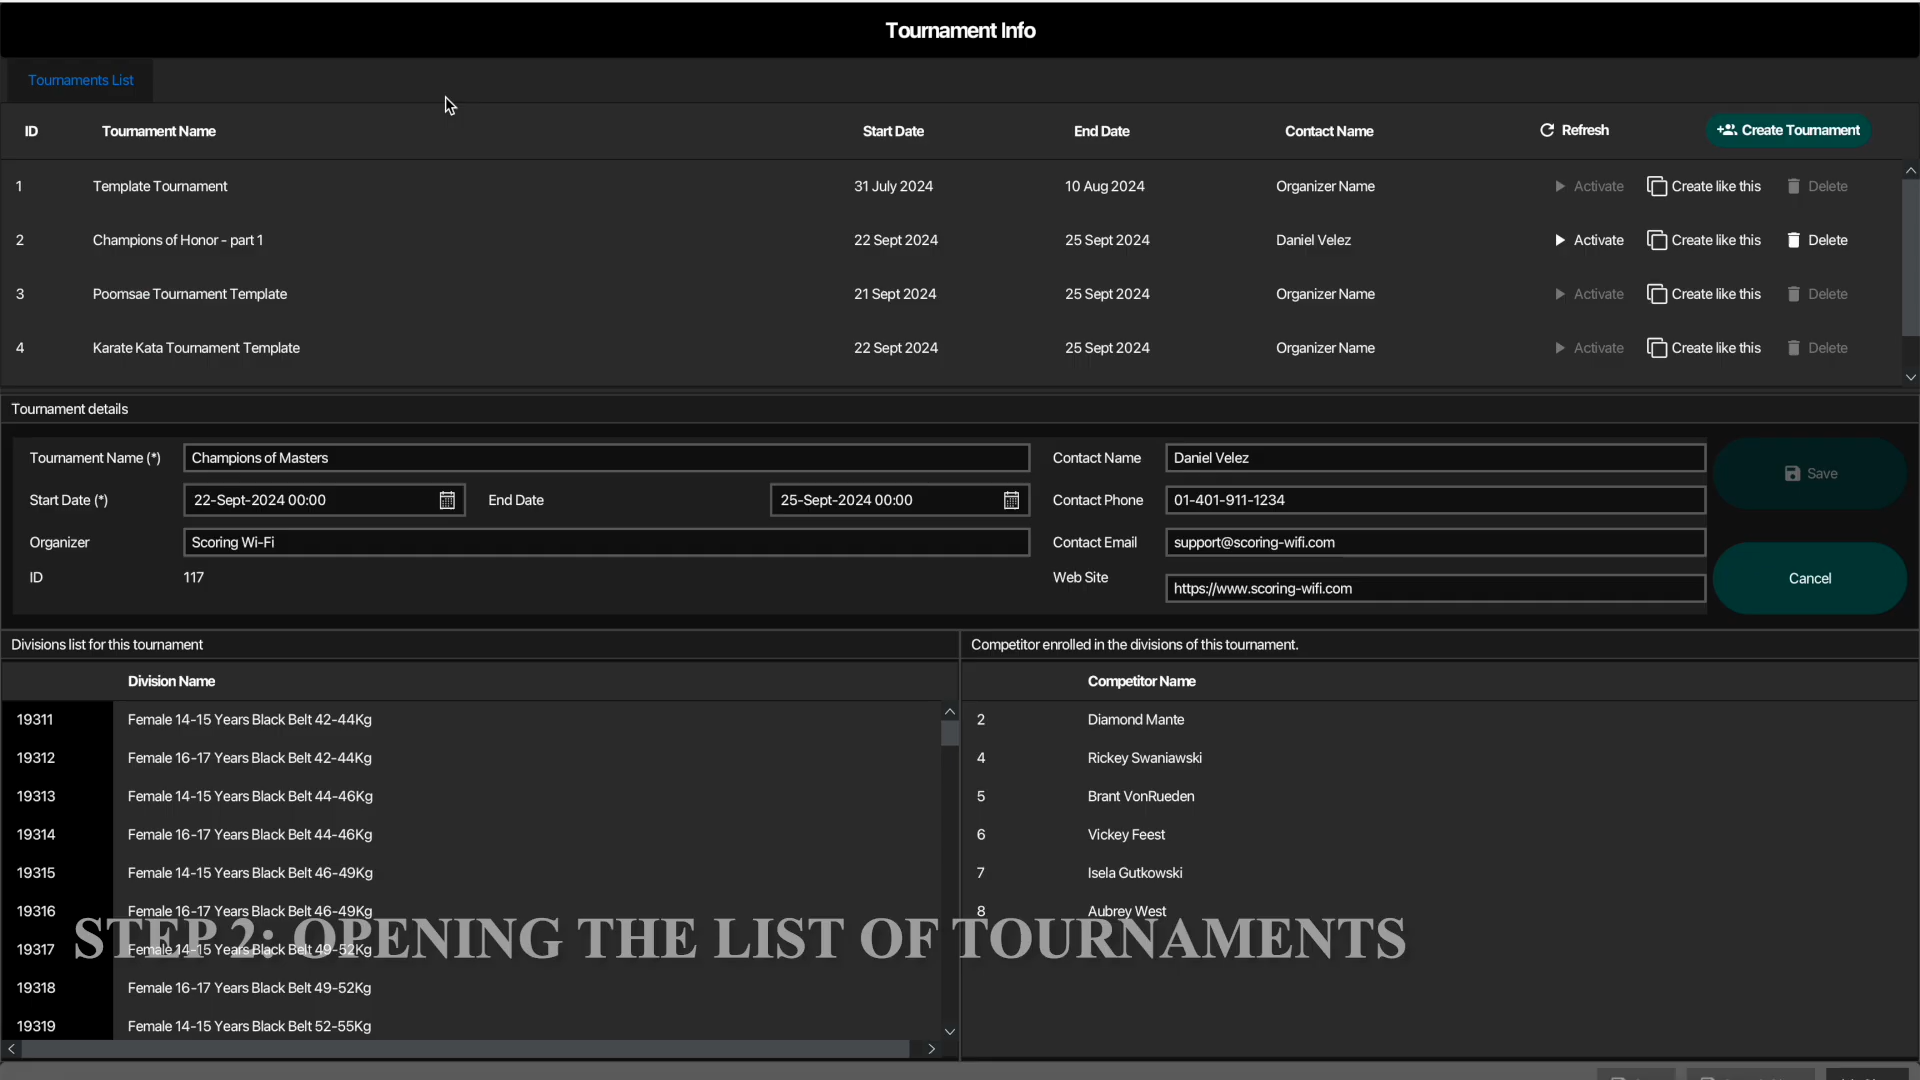 Tournament Info
Tournaments List
ID Tournament Name Start Date End Date Contact Name Refresh Create Tournament
1 Template Tournament 31 July 2024 10 Aug 2024 Organizer Name Activate Create like this Delete
2 Champions of Honor - part 1 22 Sept 2024 25 Sept 2024 Daniel Velez Activate Create like this Delete
3 Poomsae Tournament Template 21 Sept 2024 25 Sept 2024 Organizer Name Activate Create like this Delete
4 Karate Kata Tournament Template 22 Sept 2024 25 Sept 2024 Organizer Name Activate Create like this Delete
Tournament details
Tournament Name (*) Champions of Masters Contact Name Daniel Velez Save
Start Date (*) 22-Sept-2024 00:00 End Date 25-Sept-2024 00:00 Contact Phone 01-401-911-1234
Organizer Scoring Wi-Fi Contact Email support@scoring-wifi.com
ID 117 Web Site https://www.scoring-wifi.com Cancel
Divisions list for this tournament Competitor enrolled in the divisions of this tournament.
Division Name Competitor Name
19311 Female 14-15 Years Black Belt 42-44Kg 2 Diamond Mante
19312 Female 16-17 Years Black Belt 42-44Kg 4 Rickey Swaniawski
19313 Female 14-15 Years Black Belt 44-46Kg 5 Brant VonRueden
19314 Female 16-17 Years Black Belt 44-46Kg 6 Vickey Feest
19315 Female 14-15 Years Black Belt 46-49Kg 7 Isela Gutkowski
19316 Female 16-17 Years Black Belt 46-49Kg 8 Aubrey West
STEP 2: OPENING THE LIST OF TOURNAMENTS
19317 Female 14-15 Years Black Belt 49-52Kg
19318 Female 16-17 Years Black Belt 49-52Kg
19319 Female 14-15 Years Black Belt 52-55Kg